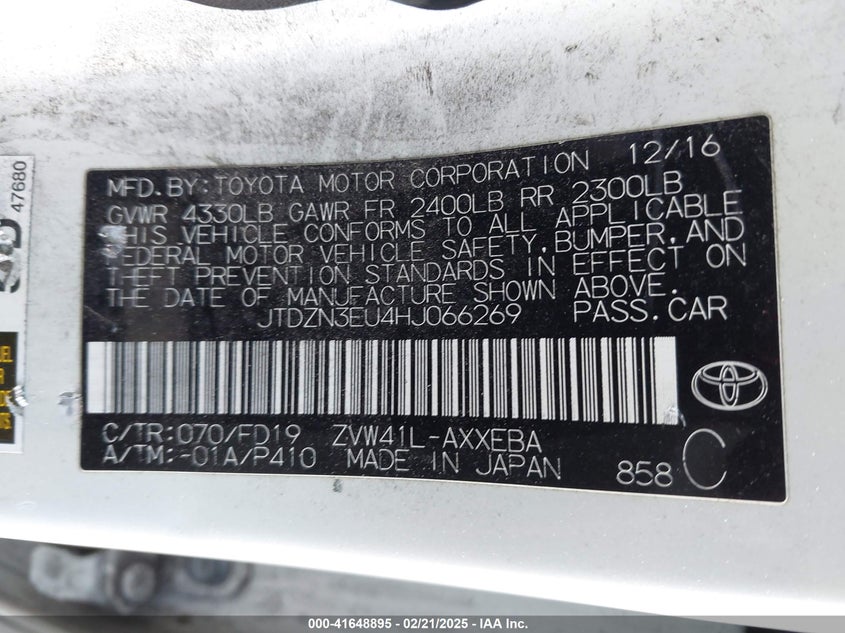 47680
MFD.BY:TOYOTA MOTOR CORPORATION 12/16
GVWR 4330LB GAWR FR 2400LB RR 2300LB
THIS VEHICLE CONFORMS TO ALL APPLICABLE
FEDERAL MOTOR VEHICLE SAFETY,BUMPER,AND
THEFT PREVENTION STANDARDS IN EFFECT ON
THE DATE OF MANUFACTURE SHOWN ABOVE.
JTDZN3EU4HJ066269 PASS.CAR
C/TR:070/FD19 ZVW41L-AXXEBA
A/TM:-01A/P410 MADE IN JAPAN
858 C
000-41648895 — 02/21/2025 — IAA Inc.